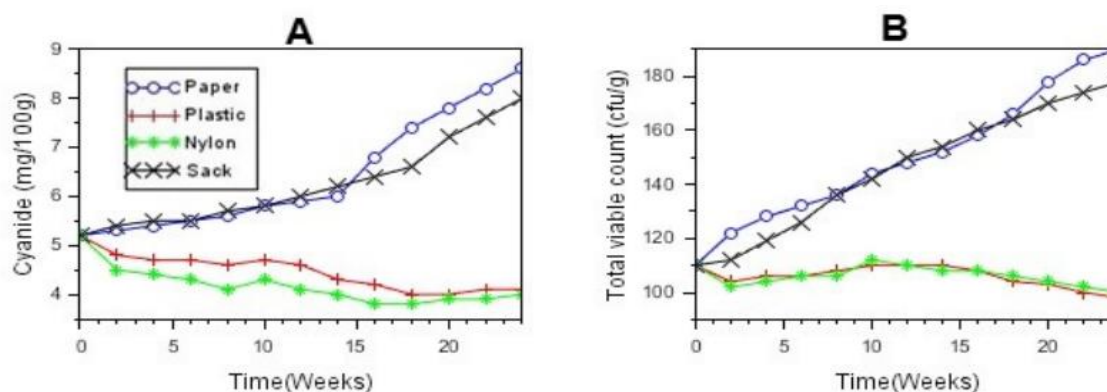 A
B
Cyanide (mg/100g)
9
8
7
6
5
4
Paper
Plastic
Nylon
Sack
0
5
10
15
20
Time(Weeks)
Total viable count (cfu/g)
180
160
140
120
100
0
5
10
15
20
Time(Weeks)